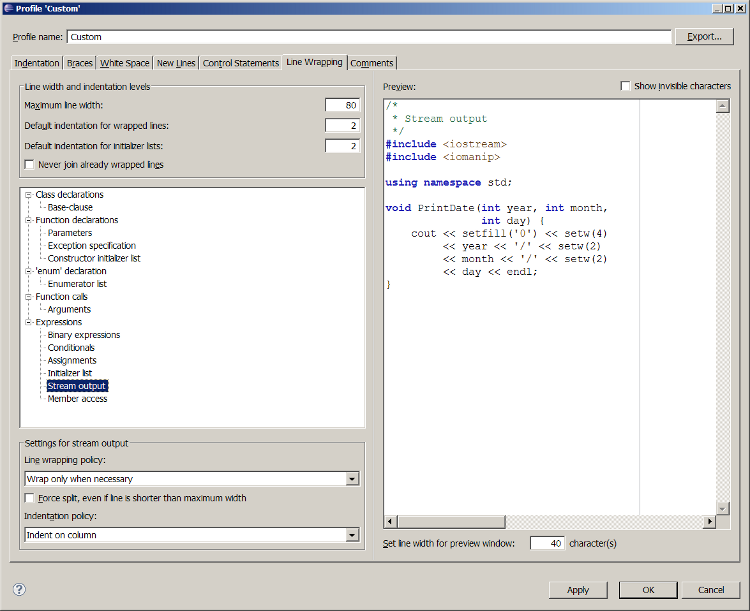 Profile 'Custom'
Profile name: Custom Export...
Indentation Braces White Space New Lines Control Statements Line Wrapping Comments
Line width and indentation levels
Maximum line width: 80
Default indentation for wrapped lines: 2
Default indentation for initializer lists: 2
Never join already wrapped lines
Class declarations
Base-clause
Function declarations
Parameters
Exception specification
Constructor initializer list
'enum' declaration
Enumerator list
Function calls
Arguments
Expressions
Binary expressions
Conditionals
Assignments
Initializer list
Stream output
Member access
Settings for stream output
Line wrapping policy:
Wrap only when necessary
Force split, even if line is shorter than maximum width
Indentation policy:
Indent on column
Preview: Show invisible characters
/*
 * Stream output
 */
#include <iostream>
#include <iomanip>
using namespace std;
void PrintDate(int year, int month,
               int day) {
    cout << setfill('0') << setw(4)
         << year << '/' << setw(2)
         << month << '/' << setw(2)
         << day << endl;
}
Set line width for preview window: 40 character(s)
? Apply OK Cancel